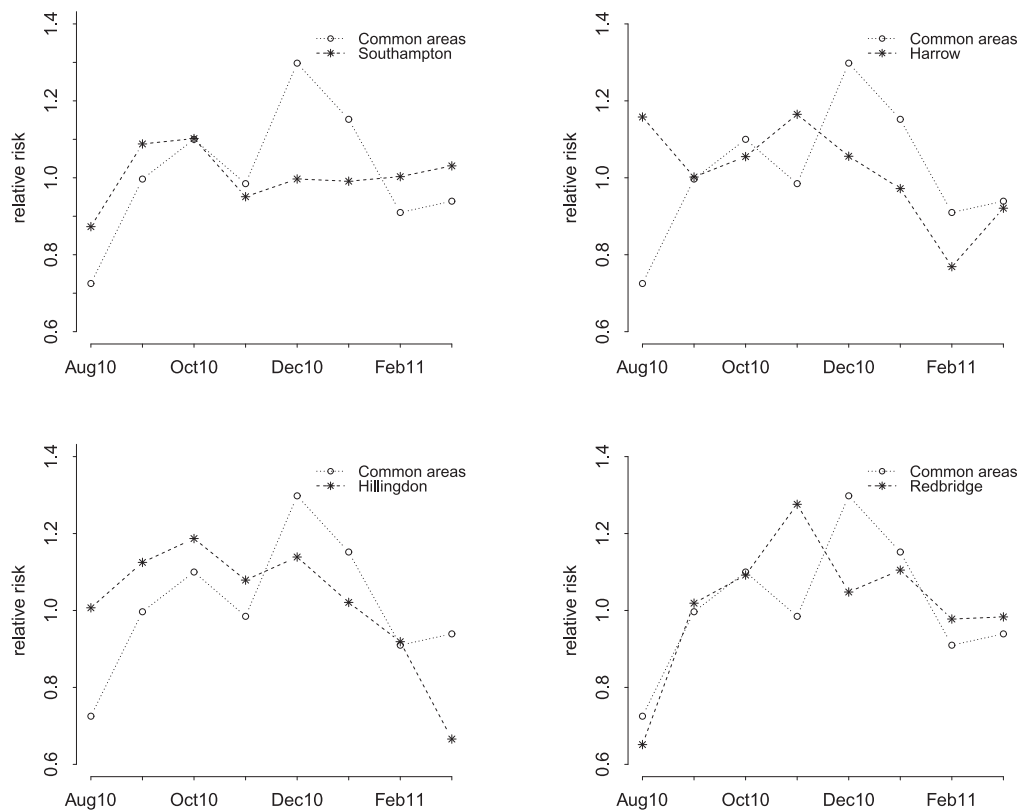 1.4
1.2
1.0
0.8
0.6
relative risk
Common areas
Southampton
Aug10 Oct10 Dec10 Feb11
1.4
1.2
1.0
0.8
0.6
relative risk
Common areas
Harrow
Aug10 Oct10 Dec10 Feb11
1.4
1.2
1.0
0.8
0.6
relative risk
Common areas
Hillingdon
Aug10 Oct10 Dec10 Feb11
1.4
1.2
1.0
0.8
0.6
relative risk
Common areas
Redbridge
Aug10 Oct10 Dec10 Feb11